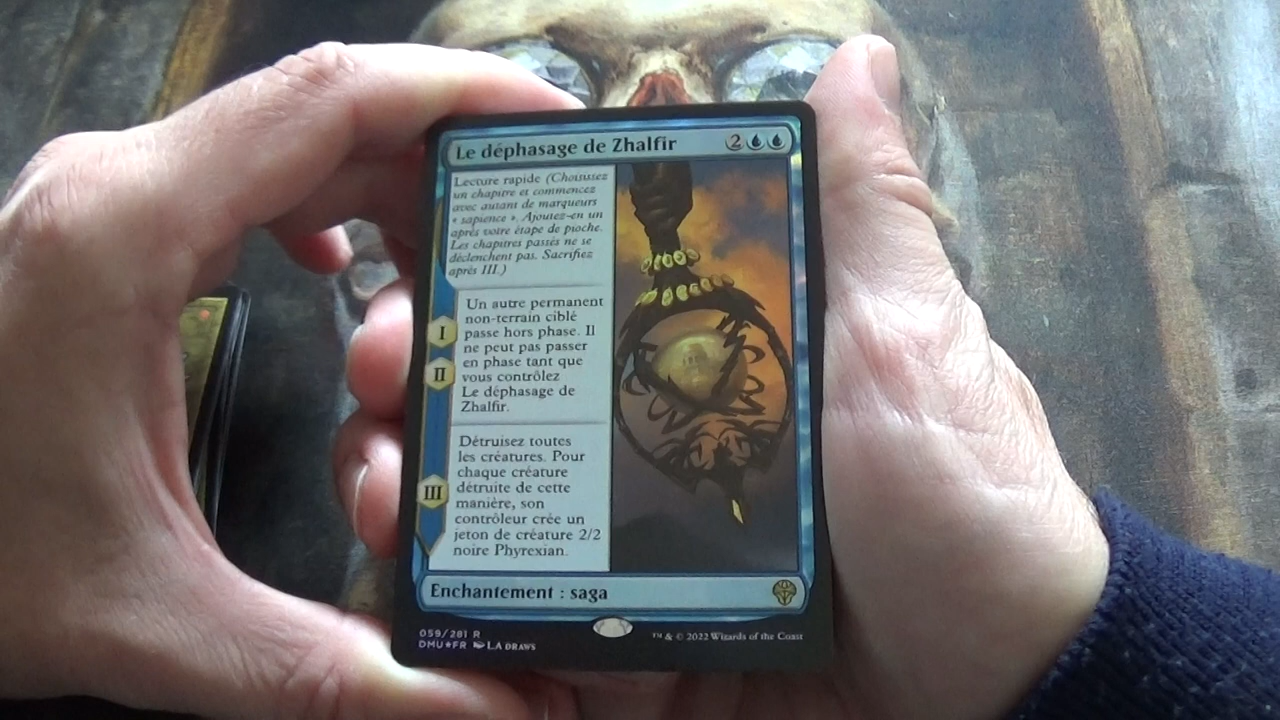 Le déphasage de Zhalfir 2
Lecture rapide (Choisissez
un chapitre et commencez
avec autant de marqueurs
« sapience ». Ajoutez-en un
après votre étape de pioche.
Les chapitres passés ne se
déclenchent pas. Sacrifiez
après III.)
I
II
Un autre permanent
non-terrain ciblé
passe hors phase. Il
ne peut pas passer
en phase tant que
vous contrôlez
Le déphasage de
Zhalfir.
III
Détruisez toutes
les créatures. Pour
chaque créature
détruite de cette
manière, son
contrôleur crée un
jeton de créature 2/2
noire Phyrexian.
Enchantement : saga
059/281 R
DMU★FR LA DRAWS
™ & © 2022 Wizards of the Coast